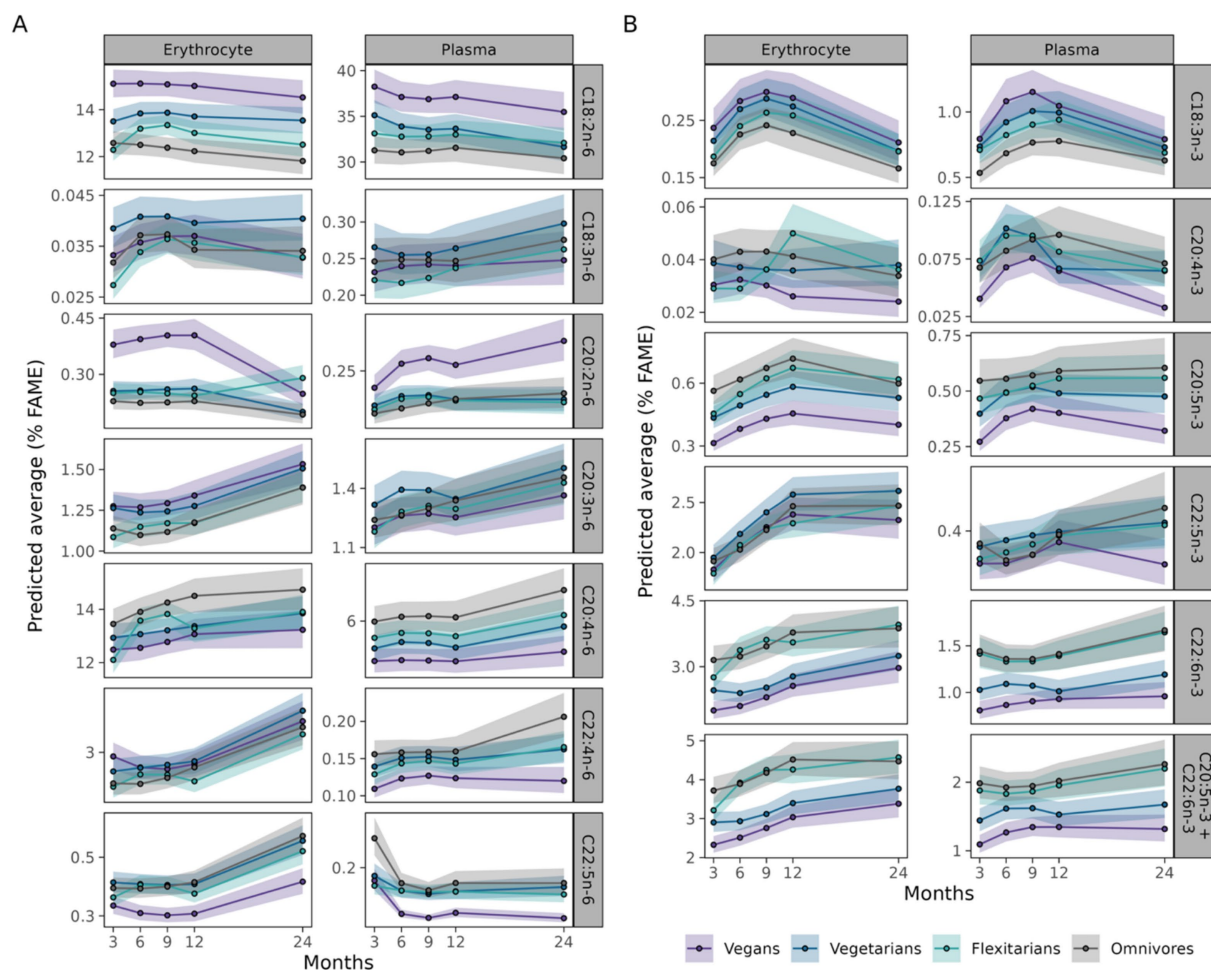 A
Erythrocyte
Plasma
14
12
40
35
30
C18:2n-6
0.045
0.035
0.025
0.30
0.25
0.20
C18:3n-6
0.45
0.30
0.25
C20:2n-6
1.50
1.25
1.00
1.4
1.1
C20:3n-6
14
12
6
C20:4n-6
3
0.20
0.15
0.10
C22:4n-6
0.5
0.3
0.2
C22:5n-6
3 6 9 12 24
3 6 9 12 24
Months
Predicted average (% FAME)
B
Erythrocyte
Plasma
0.25
0.15
1.0
0.5
C18:3n-3
0.06
0.04
0.02
0.125
0.075
0.025
C20:4n-3
0.6
0.3
0.75
0.50
0.25
C20:5n-3
2.5
2.0
0.4
C22:5n-3
4.5
3.0
1.5
1.0
C22:6n-3
5
4
3
2
2
1
C20:5n-3 +
C22:6n-3
3 6 9 12 24
3 6 9 12 24
Months
Predicted average (% FAME)
Vegans Vegetarians Flexitarians Omnivores